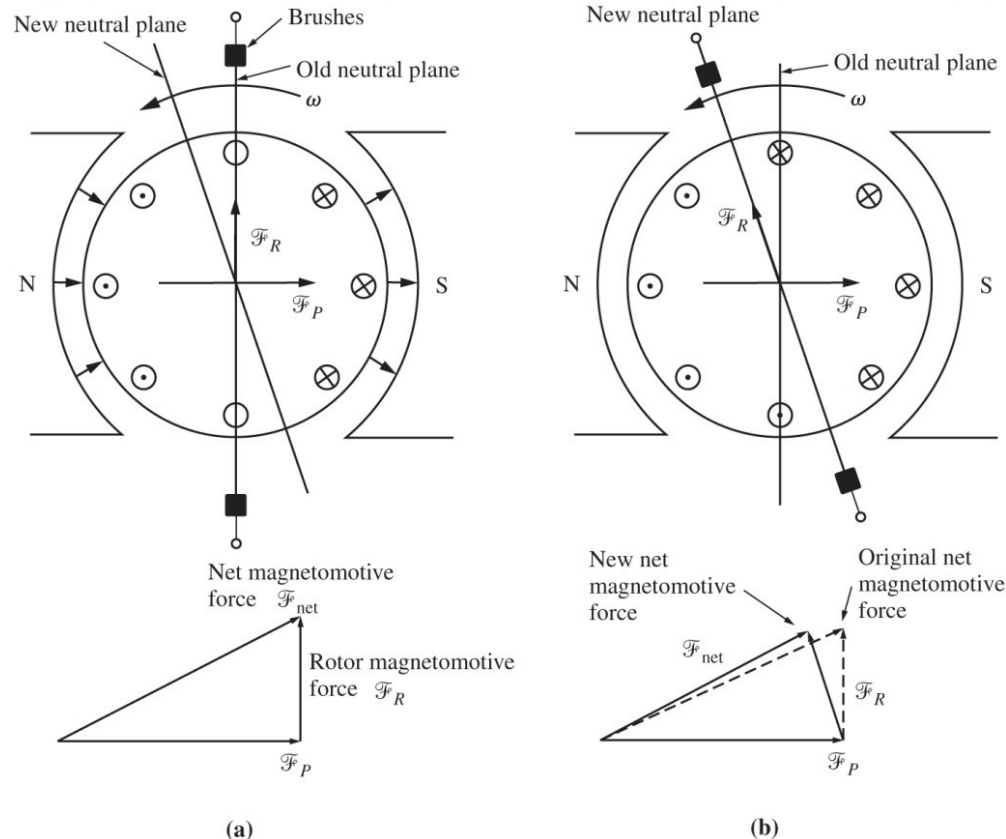 New neutral plane
Brushes
Old neutral plane
ω
N
S
ℱR
ℱP
Net magnetomotive
force ℱnet
Rotor magnetomotive
force ℱR
ℱP
(a)
New neutral plane
Old neutral plane
ω
N
S
ℱR
ℱP
New net
magnetomotive
force
Original net
magnetomotive
force
ℱnet
ℱR
ℱP
(b)